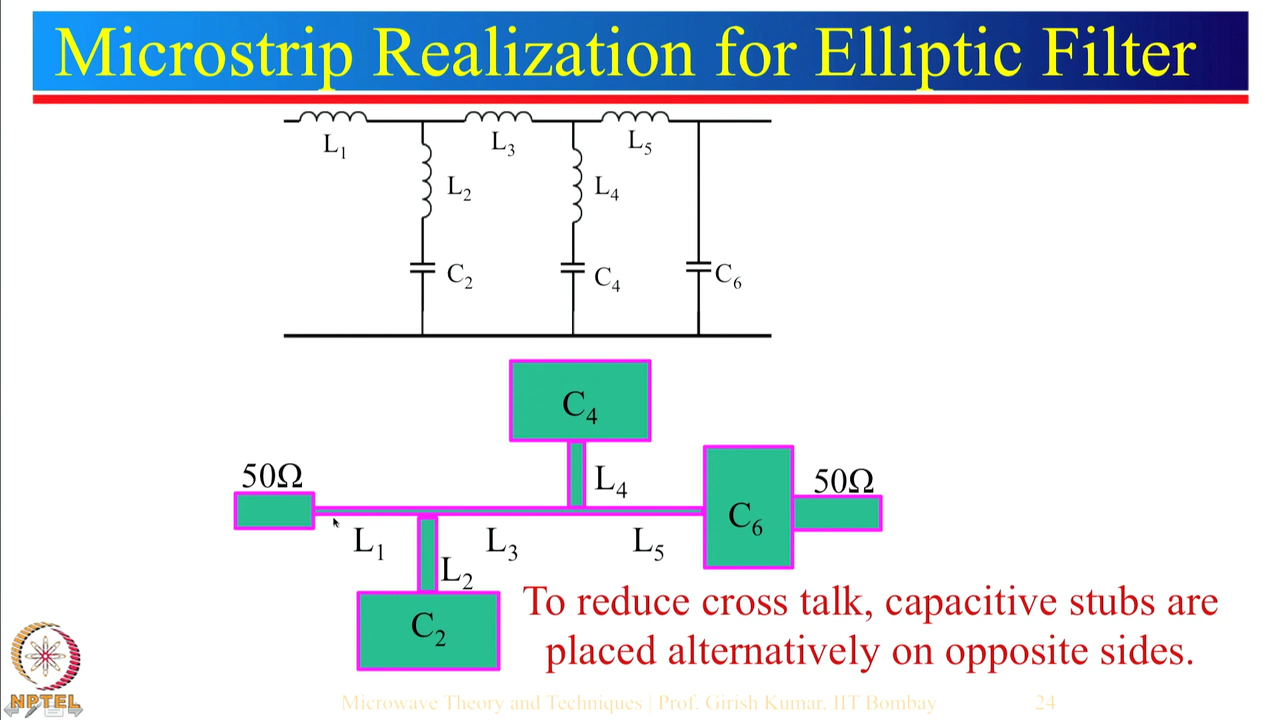 Microstrip Realization for Elliptic Filter
L₁ L₃ L₅
L₂ L₄
C₂ C₄ C₆
C₄
50Ω L₄ 50Ω
C₆
L₁ L₃ L₅
L₂
C₂
To reduce cross talk, capacitive stubs are
placed alternatively on opposite sides.
NPTEL
Microwave Theory and Techniques | Prof. Girish Kumar, IIT Bombay 24